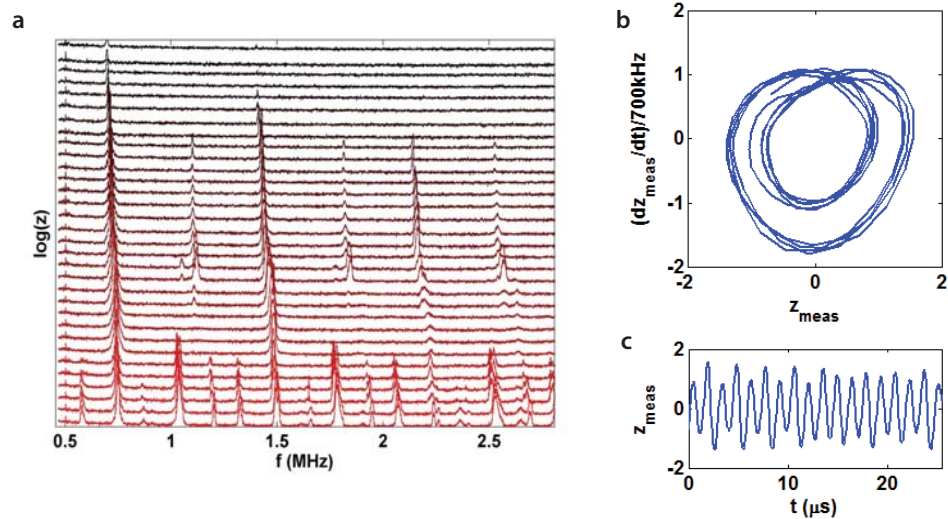 a
log(z)
0.5 1 1.5 2 2.5
f (MHz)
b
(dz_meas/dt)/7700kHz
2
1
0
-1
-2
-2 0 2
z_meas
c
z_meas
2
0
-2
0 10 20
t (μs)